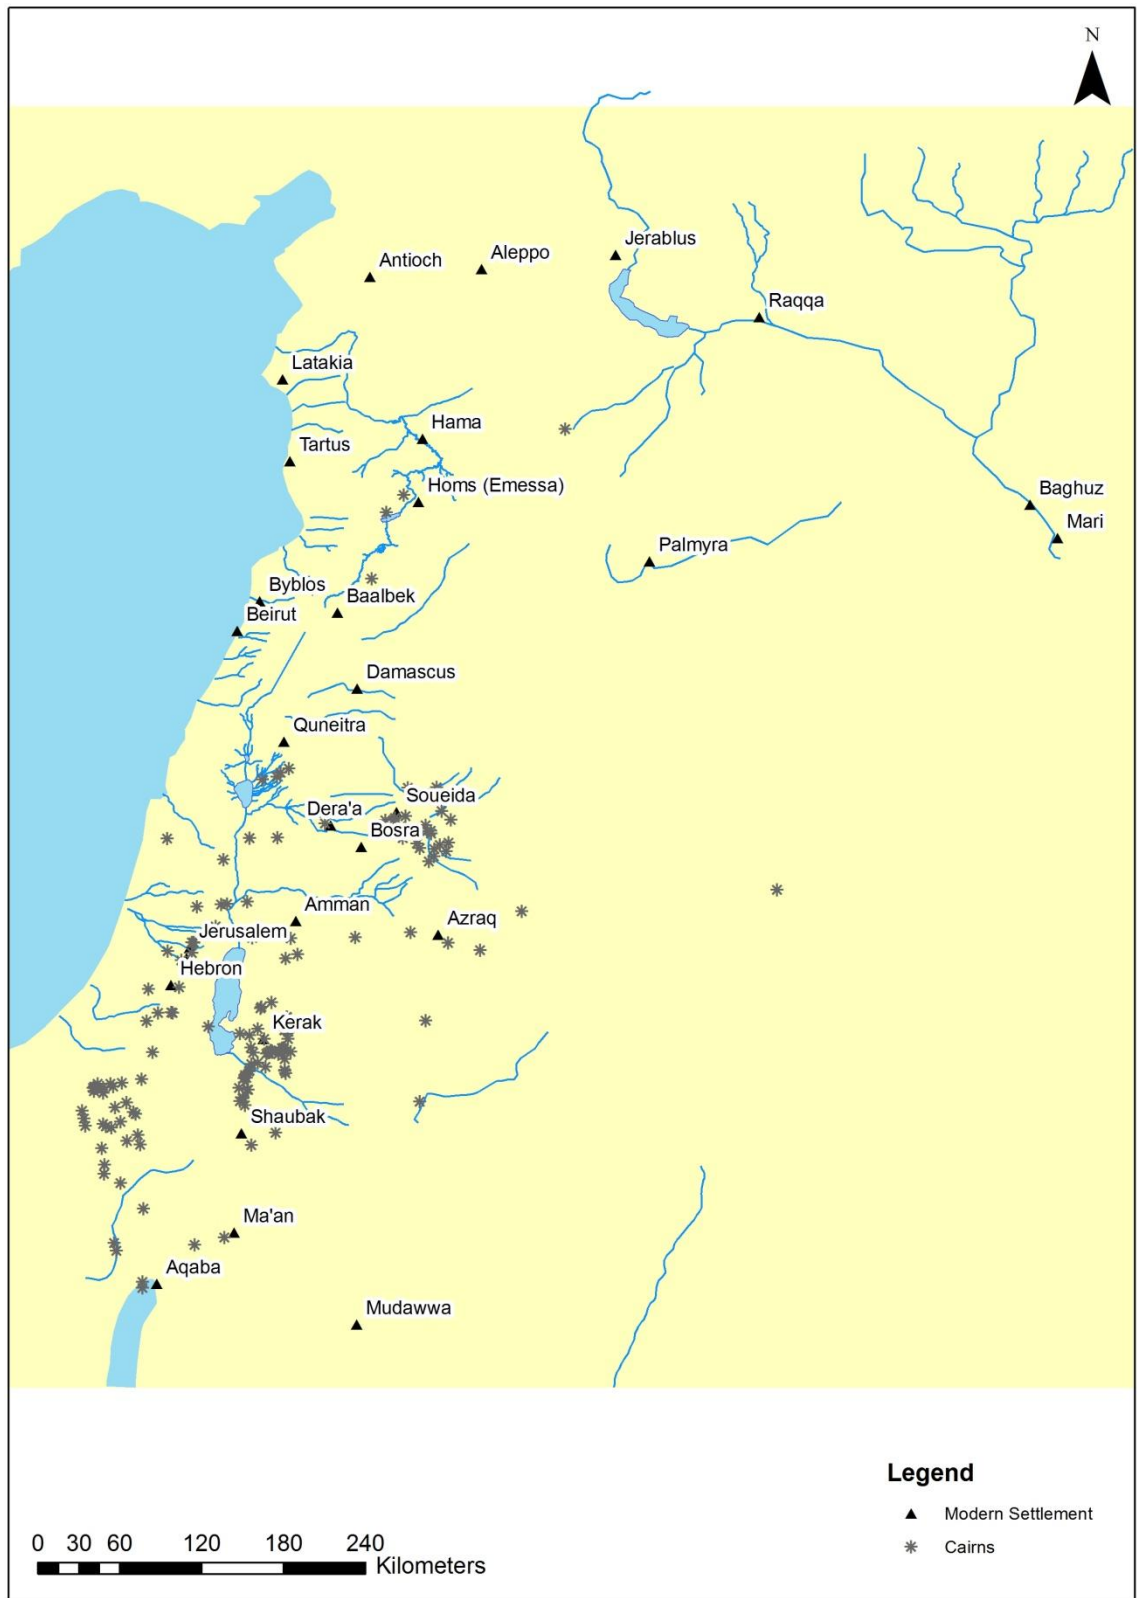 N
Jerablus
Aleppo
Antioch
Raqqa
Latakia
Hama
Tartus
Homs (Emessa)
Baghuz
Mari
Palmyra
Byblos
Baalbek
Beirut
Damascus
Quneitra
Soueida
Dera'a
Bosra
Amman
Azraq
Jerusalem
Hebron
Kerak
Shaubak
Ma'an
Aqaba
Mudawwa
Legend
Modern Settlement
Cairns
0 30 60 120 180 240
Kilometers